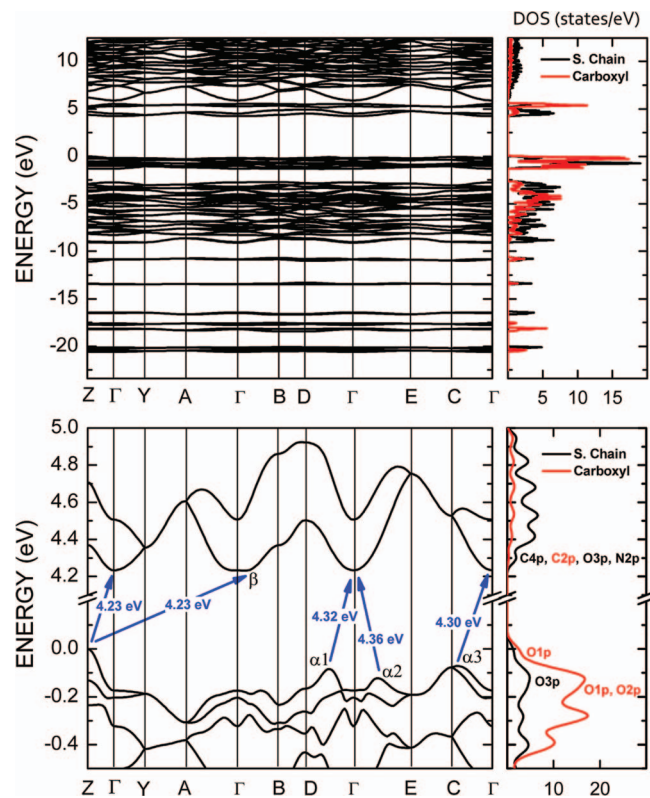 DOS (states/eV)
ENERGY (eV)
10
5
0
-5
-10
-15
-20
S. Chain
Carboxyl
Z Γ Y A Γ B D Γ E C Γ
5 10 15
ENERGY (eV)
5.0
4.8
4.6
4.4
4.2
0.0
-0.2
-0.4
β
4.23 eV
4.23 eV
4.32 eV
4.36 eV
4.30 eV
α1
α2
α3
S. Chain
Carboxyl
C4p, C2p, O3p, N2p
O1p
O3p
O1p, O2p
Z Γ Y A Γ B D Γ E C Γ
10 20